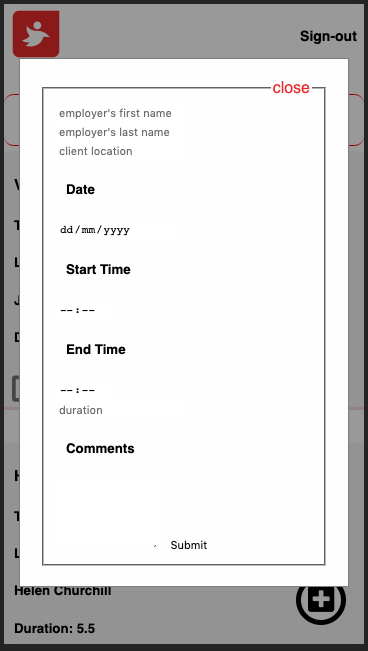 Sign-out
close
employer's first name
employer's last name
client location
Date
dd/mm/yyyy
Start Time
--:--
End Time
--:--
duration
Comments
Submit
Helen Churchill
Duration: 5.5